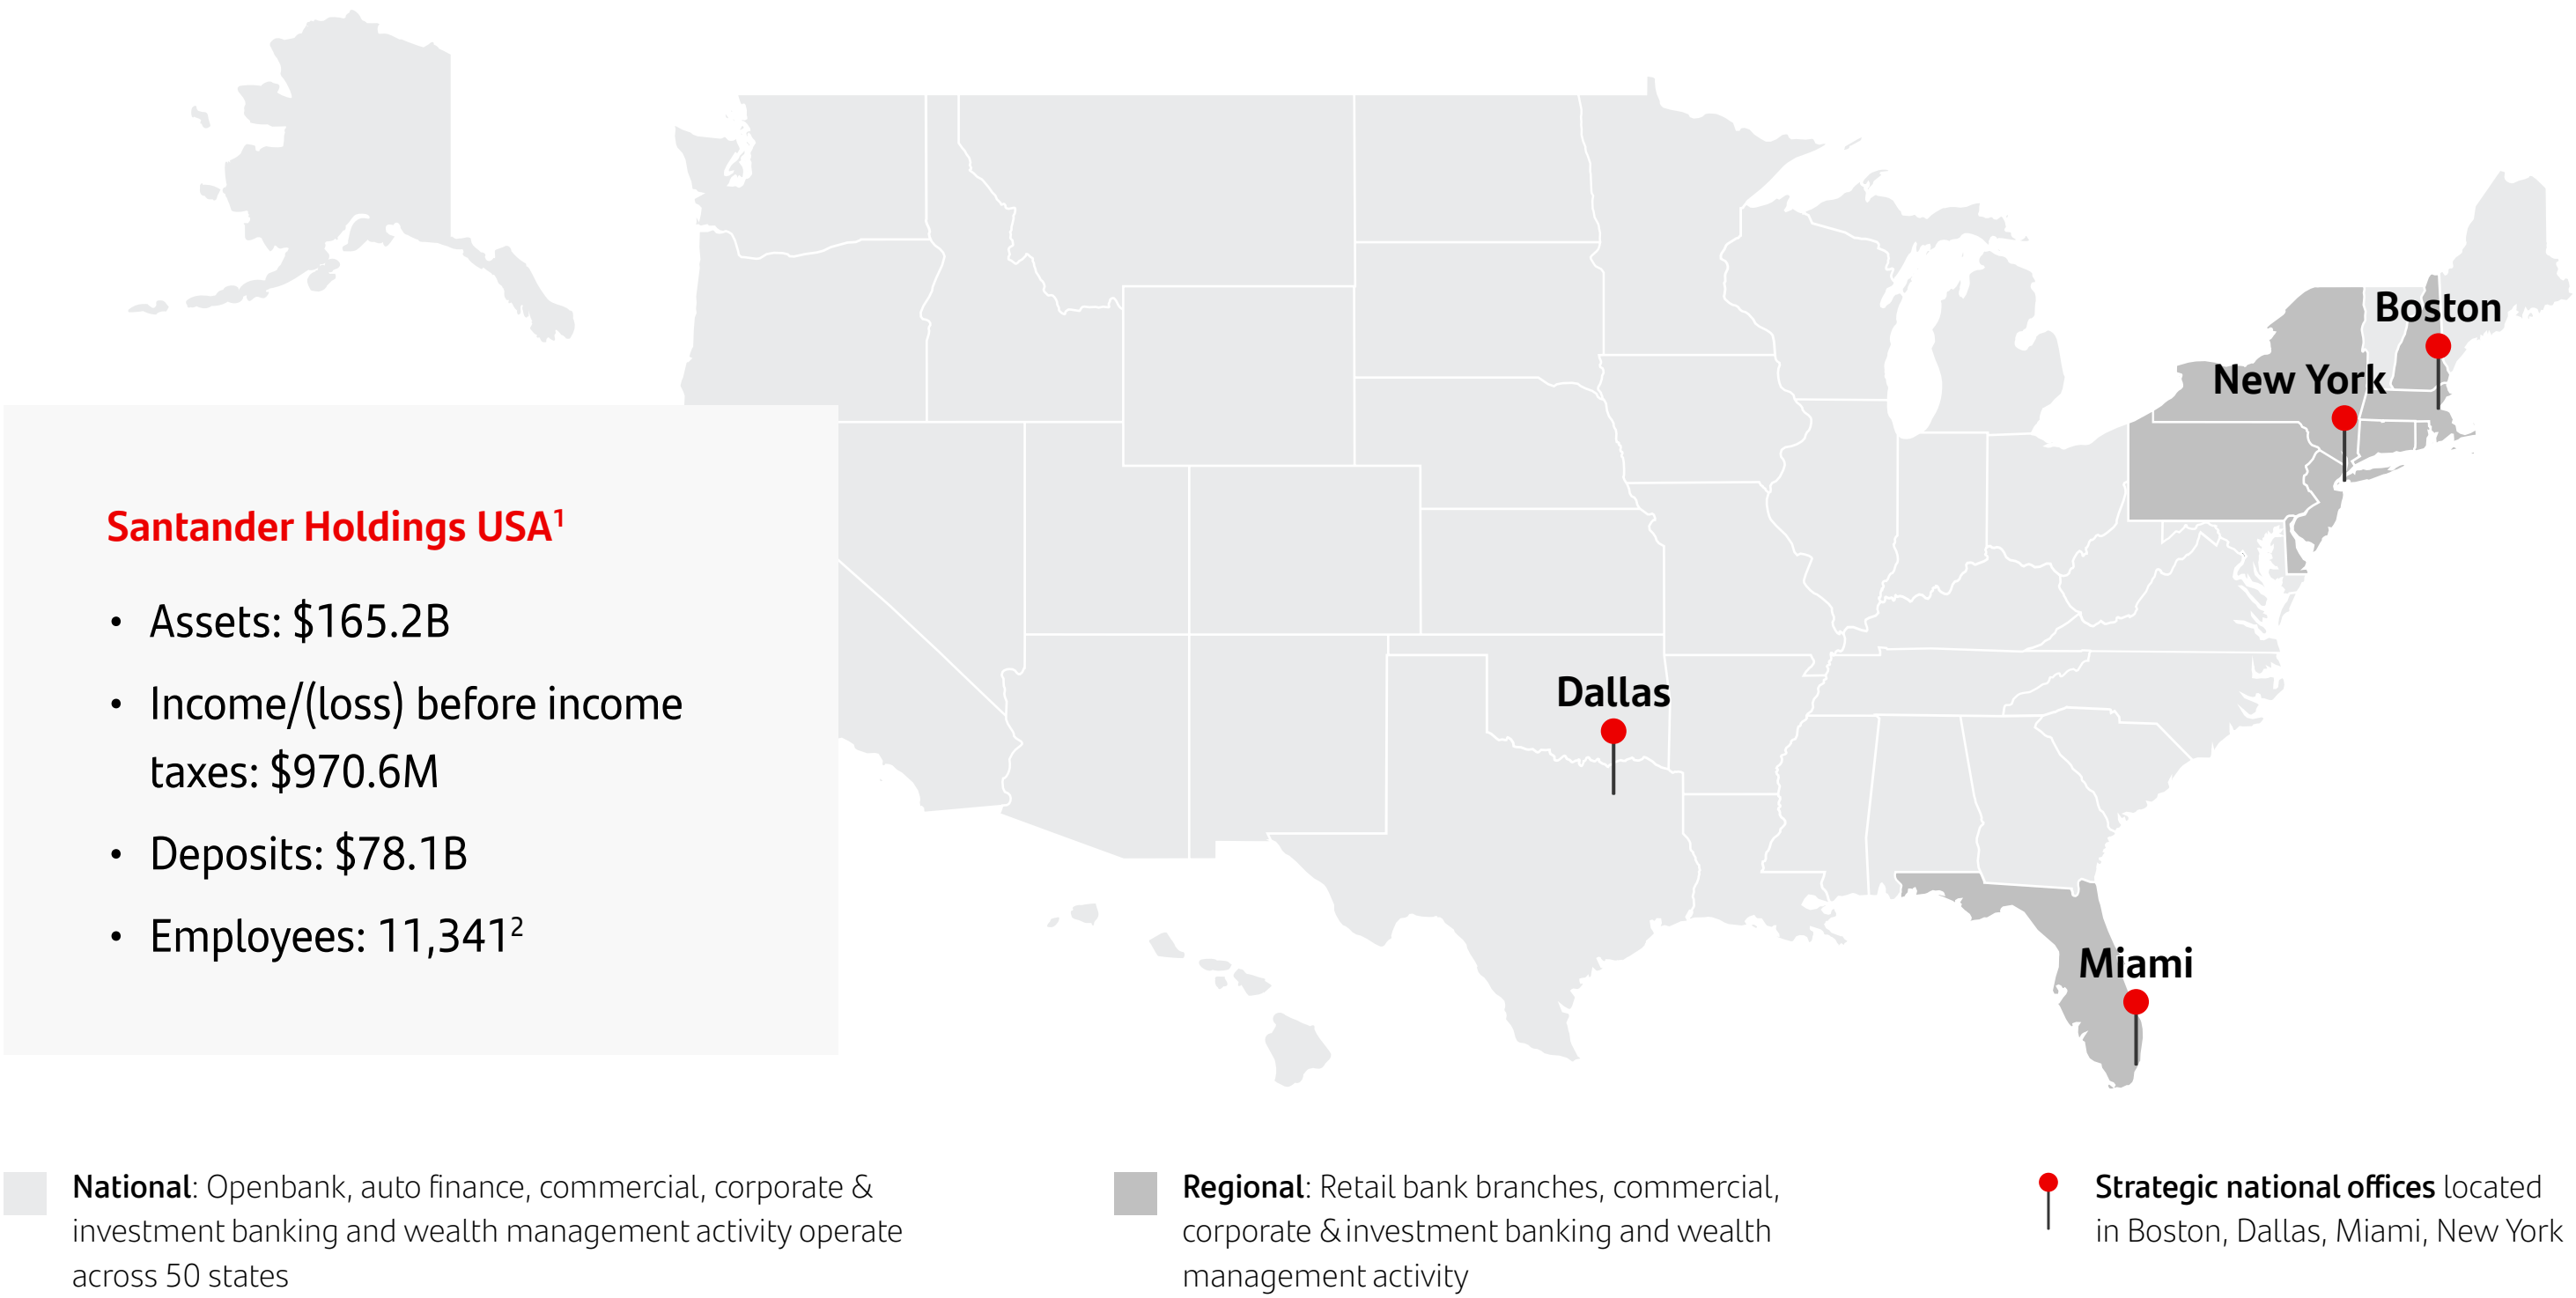 Boston
New York
Santander Holdings USA¹
• Assets: $165.2B
• Income/(loss) before income
taxes: $970.6M
• Deposits: $78.1B
• Employees: 11,341²
Dallas
Miami
National: Openbank, auto finance, commercial, corporate &
investment banking and wealth management activity operate
across 50 states
Regional: Retail bank branches, commercial,
corporate & investment banking and wealth
management activity
Strategic national offices located
in Boston, Dallas, Miami, New York